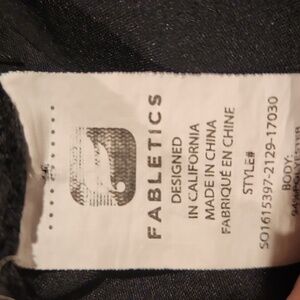 FABLETICS
DESIGNED
IN CALIFORNIA
MADE IN CHINA
FABRIQUÉ EN CHINE
STYLE#
SO1615397-2129-17030
BODY: